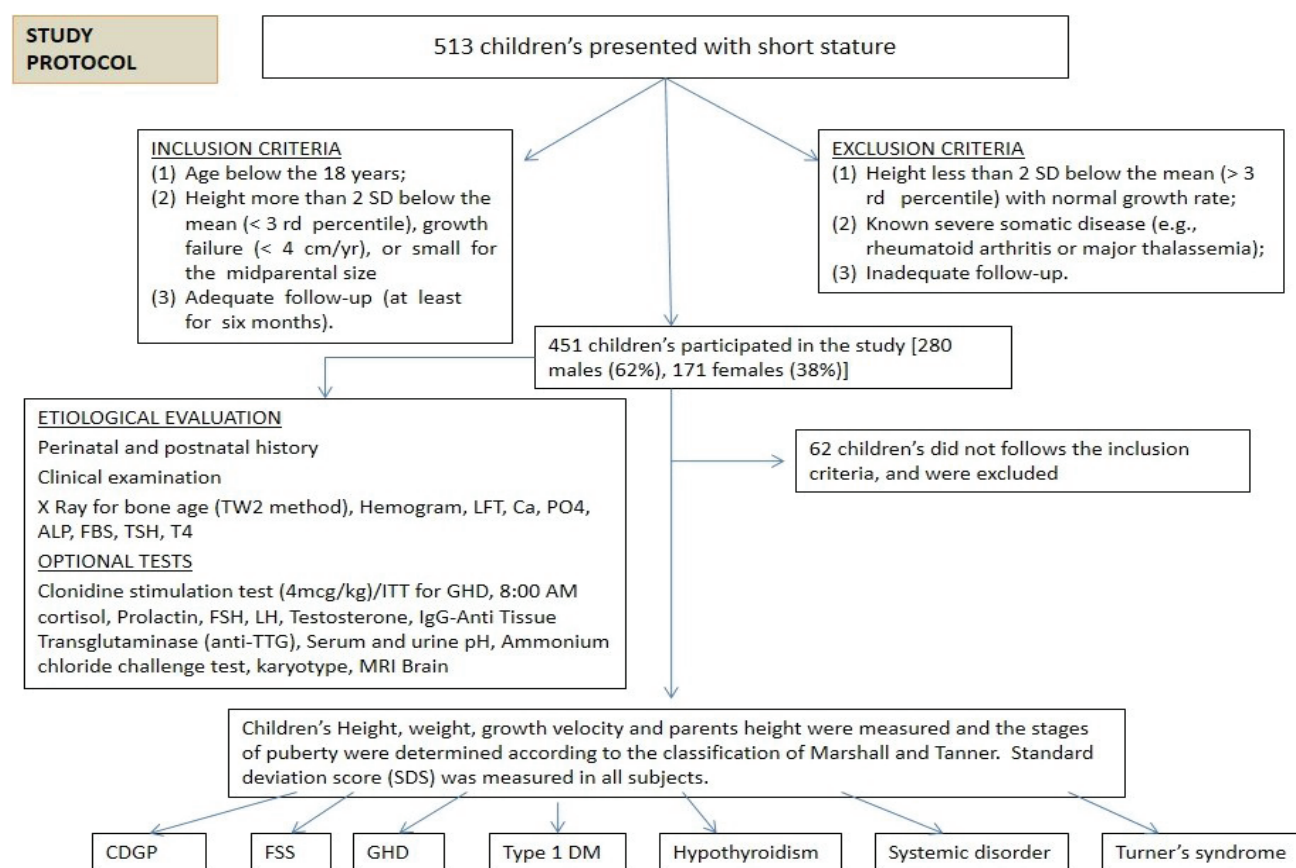 STUDY
PROTOCOL
513 children's presented with short stature
INCLUSION CRITERIA
(1) Age below the 18 years;
(2) Height more than 2 SD below the
mean (< 3 rd percentile), growth
failure (< 4 cm/yr), or small for
the midparental size
(3) Adequate follow-up (at least
for six months).
EXCLUSION CRITERIA
(1) Height less than 2 SD below the mean (> 3
rd percentile) with normal growth rate;
(2) Known severe somatic disease (e.g.,
rheumatoid arthritis or major thalassemia);
(3) Inadequate follow-up.
451 children's participated in the study [280
males (62%), 171 females (38%)]
ETIOLOGICAL EVALUATION
Perinatal and postnatal history
Clinical examination
X Ray for bone age (TW2 method), Hemogram, LFT, Ca, PO4,
ALP, FBS, TSH, T4
OPTIONAL TESTS
Clonidine stimulation test (4mcg/kg)/ITT for GHD, 8:00 AM
cortisol, Prolactin, FSH, LH, Testosterone, IgG-Anti Tissue
Transglutaminase (anti-TTG), Serum and urine pH, Ammonium
chloride challenge test, karyotype, MRI Brain
62 children's did not follows the inclusion
criteria, and were excluded
Children's Height, weight, growth velocity and parents height were measured and the stages
of puberty were determined according to the classification of Marshall and Tanner. Standard
deviation score (SDS) was measured in all subjects.
CDGP
FSS
GHD
Type 1 DM
Hypothyroidism
Systemic disorder
Turner's syndrome